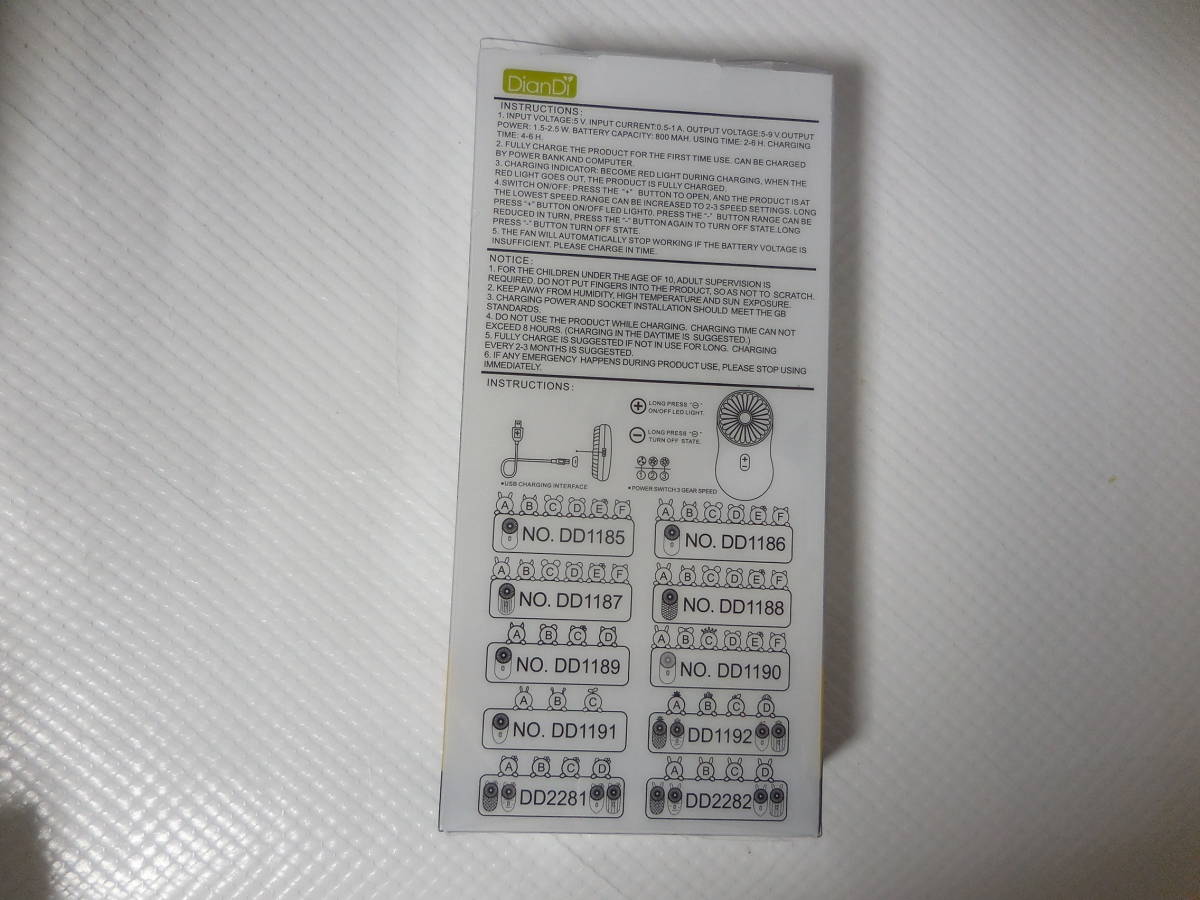 DianDi
INSTRUCTIONS:
1. INPUT VOLTAGE:5 V. INPUT CURRENT:0.5-1 A. OUTPUT VOLTAGE:5-9 V.OUTPUT
POWER: 1.5-2.5 W. BATTERY CAPACITY: 800 MAH. USING TIME: 2-6 H. CHARGING
TIME: 4-6 H.
2. FULLY CHARGE THE PRODUCT FOR THE FIRST TIME USE. CAN BE CHARGED
BY POWER BANK AND COMPUTER.
3. CHARGING INDICATOR: BECOME RED LIGHT DURING CHARGING, WHEN THE
RED LIGHT GOES OUT, THE PRODUCT IS FULLY CHARGED.
4.SWITCH ON/OFF: PRESS THE "+" BUTTON TO OPEN, AND THE PRODUCT IS AT
THE LOWEST SPEED.RANGE CAN BE INCREASED TO 2-3 SPEED SETTINGS. LONG
PRESS "+" BUTTON ON/OFF LED LIGHT0, PRESS THE "-" BUTTON RANGE CAN BE
REDUCED IN TURN, PRESS THE "-" BUTTON AGAIN TO TURN OFF STATE.LONG
PRESS "-" BUTTON TURN OFF STATE.
5. THE FAN WILL AUTOMATICALLY STOP WORKING IF THE BATTERY VOLTAGE IS
INSUFFICIENT. PLEASE CHARGE IN TIME.
NOTICE:
1. FOR THE CHILDREN UNDER THE AGE OF 10, ADULT SUPERVISION IS
REQUIRED. DO NOT PUT FINGERS INTO THE PRODUCT, SO AS NOT TO SCRATCH.
2. KEEP AWAY FROM HUMIDITY, HIGH TEMPERATURE AND SUN EXPOSURE.
3. CHARGING POWER AND SOCKET INSTALLATION SHOULD MEET THE GB
STANDARDS.
4. DO NOT USE THE PRODUCT WHILE CHARGING. CHARGING TIME CAN NOT
EXCEED 8 HOURS. (CHARGING IN THE DAYTIME IS SUGGESTED.)
5. FULLY CHARGE IS SUGGESTED IF NOT IN USE FOR LONG. CHARGING
EVERY 2-3 MONTHS IS SUGGESTED.
6. IF ANY EMERGENCY HAPPENS DURING PRODUCT USE, PLEASE STOP USING
IMMEDIATELY.
INSTRUCTIONS:
+ LONG PRESS "⊖"
ON/OFF LED LIGHT.
− LONG PRESS "⊖"
TURN OFF STATE.
+
−
① ② ③
●USB CHARGING INTERFACE
●POWER SWITCH 3 GEAR SPEED
A B C D E F
NO. DD1185
A B C D E F
NO. DD1186
A B C D E F
NO. DD1187
A B C D E F
NO. DD1188
A B C D
NO. DD1189
A B C D E F
NO. DD1190
A B C
NO. DD1191
A B C D
DD1192
A B C D
DD2281
A B C D
DD2282